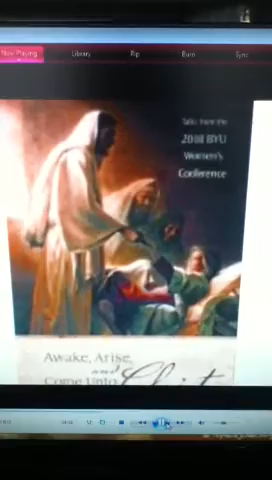 Now Playing
Library
Rip
Burn
Sync
Talks from the
2008 BYU
Women's
Conference
Awake, Arise,
and
Come Unto Christ